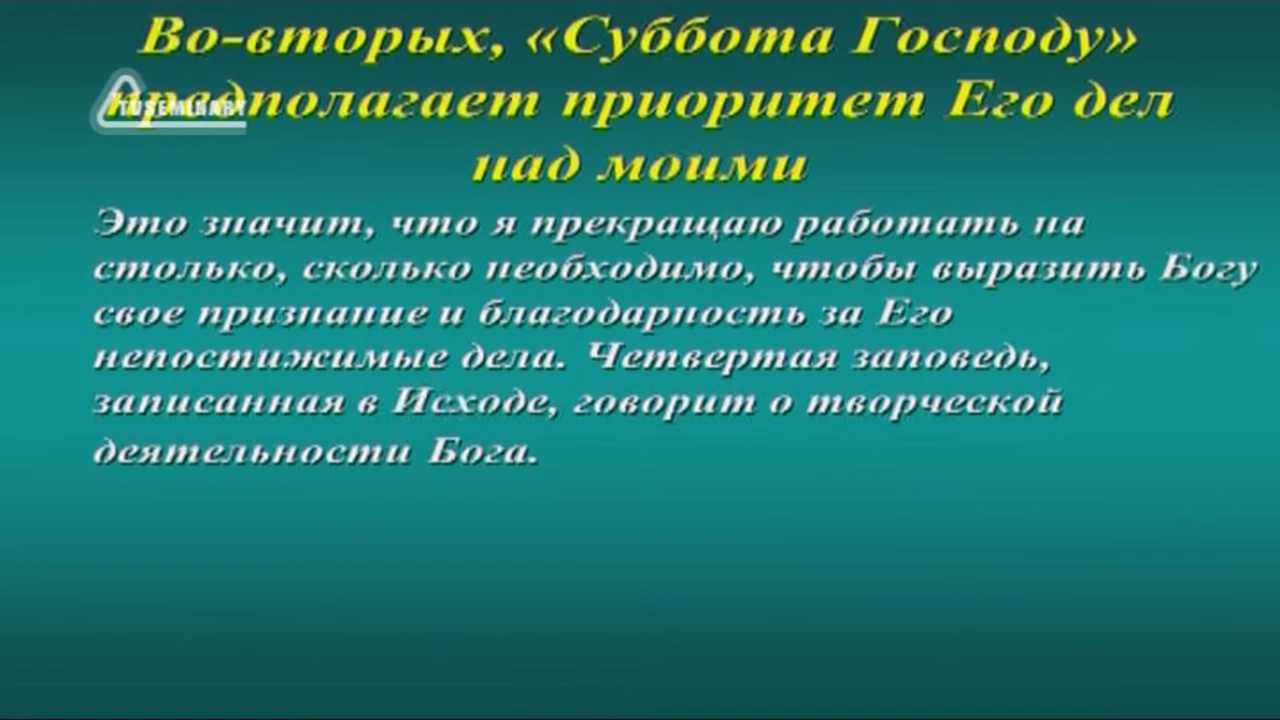 Во-вторых, «Суббота Господу»
предполагает приоритет Его дел
над моими
TUSEMINARY
Это значит, что я прекращаю работать на
столько, сколько необходимо, чтобы выразить Богу
свое признание и благодарность за Его
непостижимые дела. Четвертая заповедь,
записанная в Исходе, говорит о творческой
деятельности Бога.